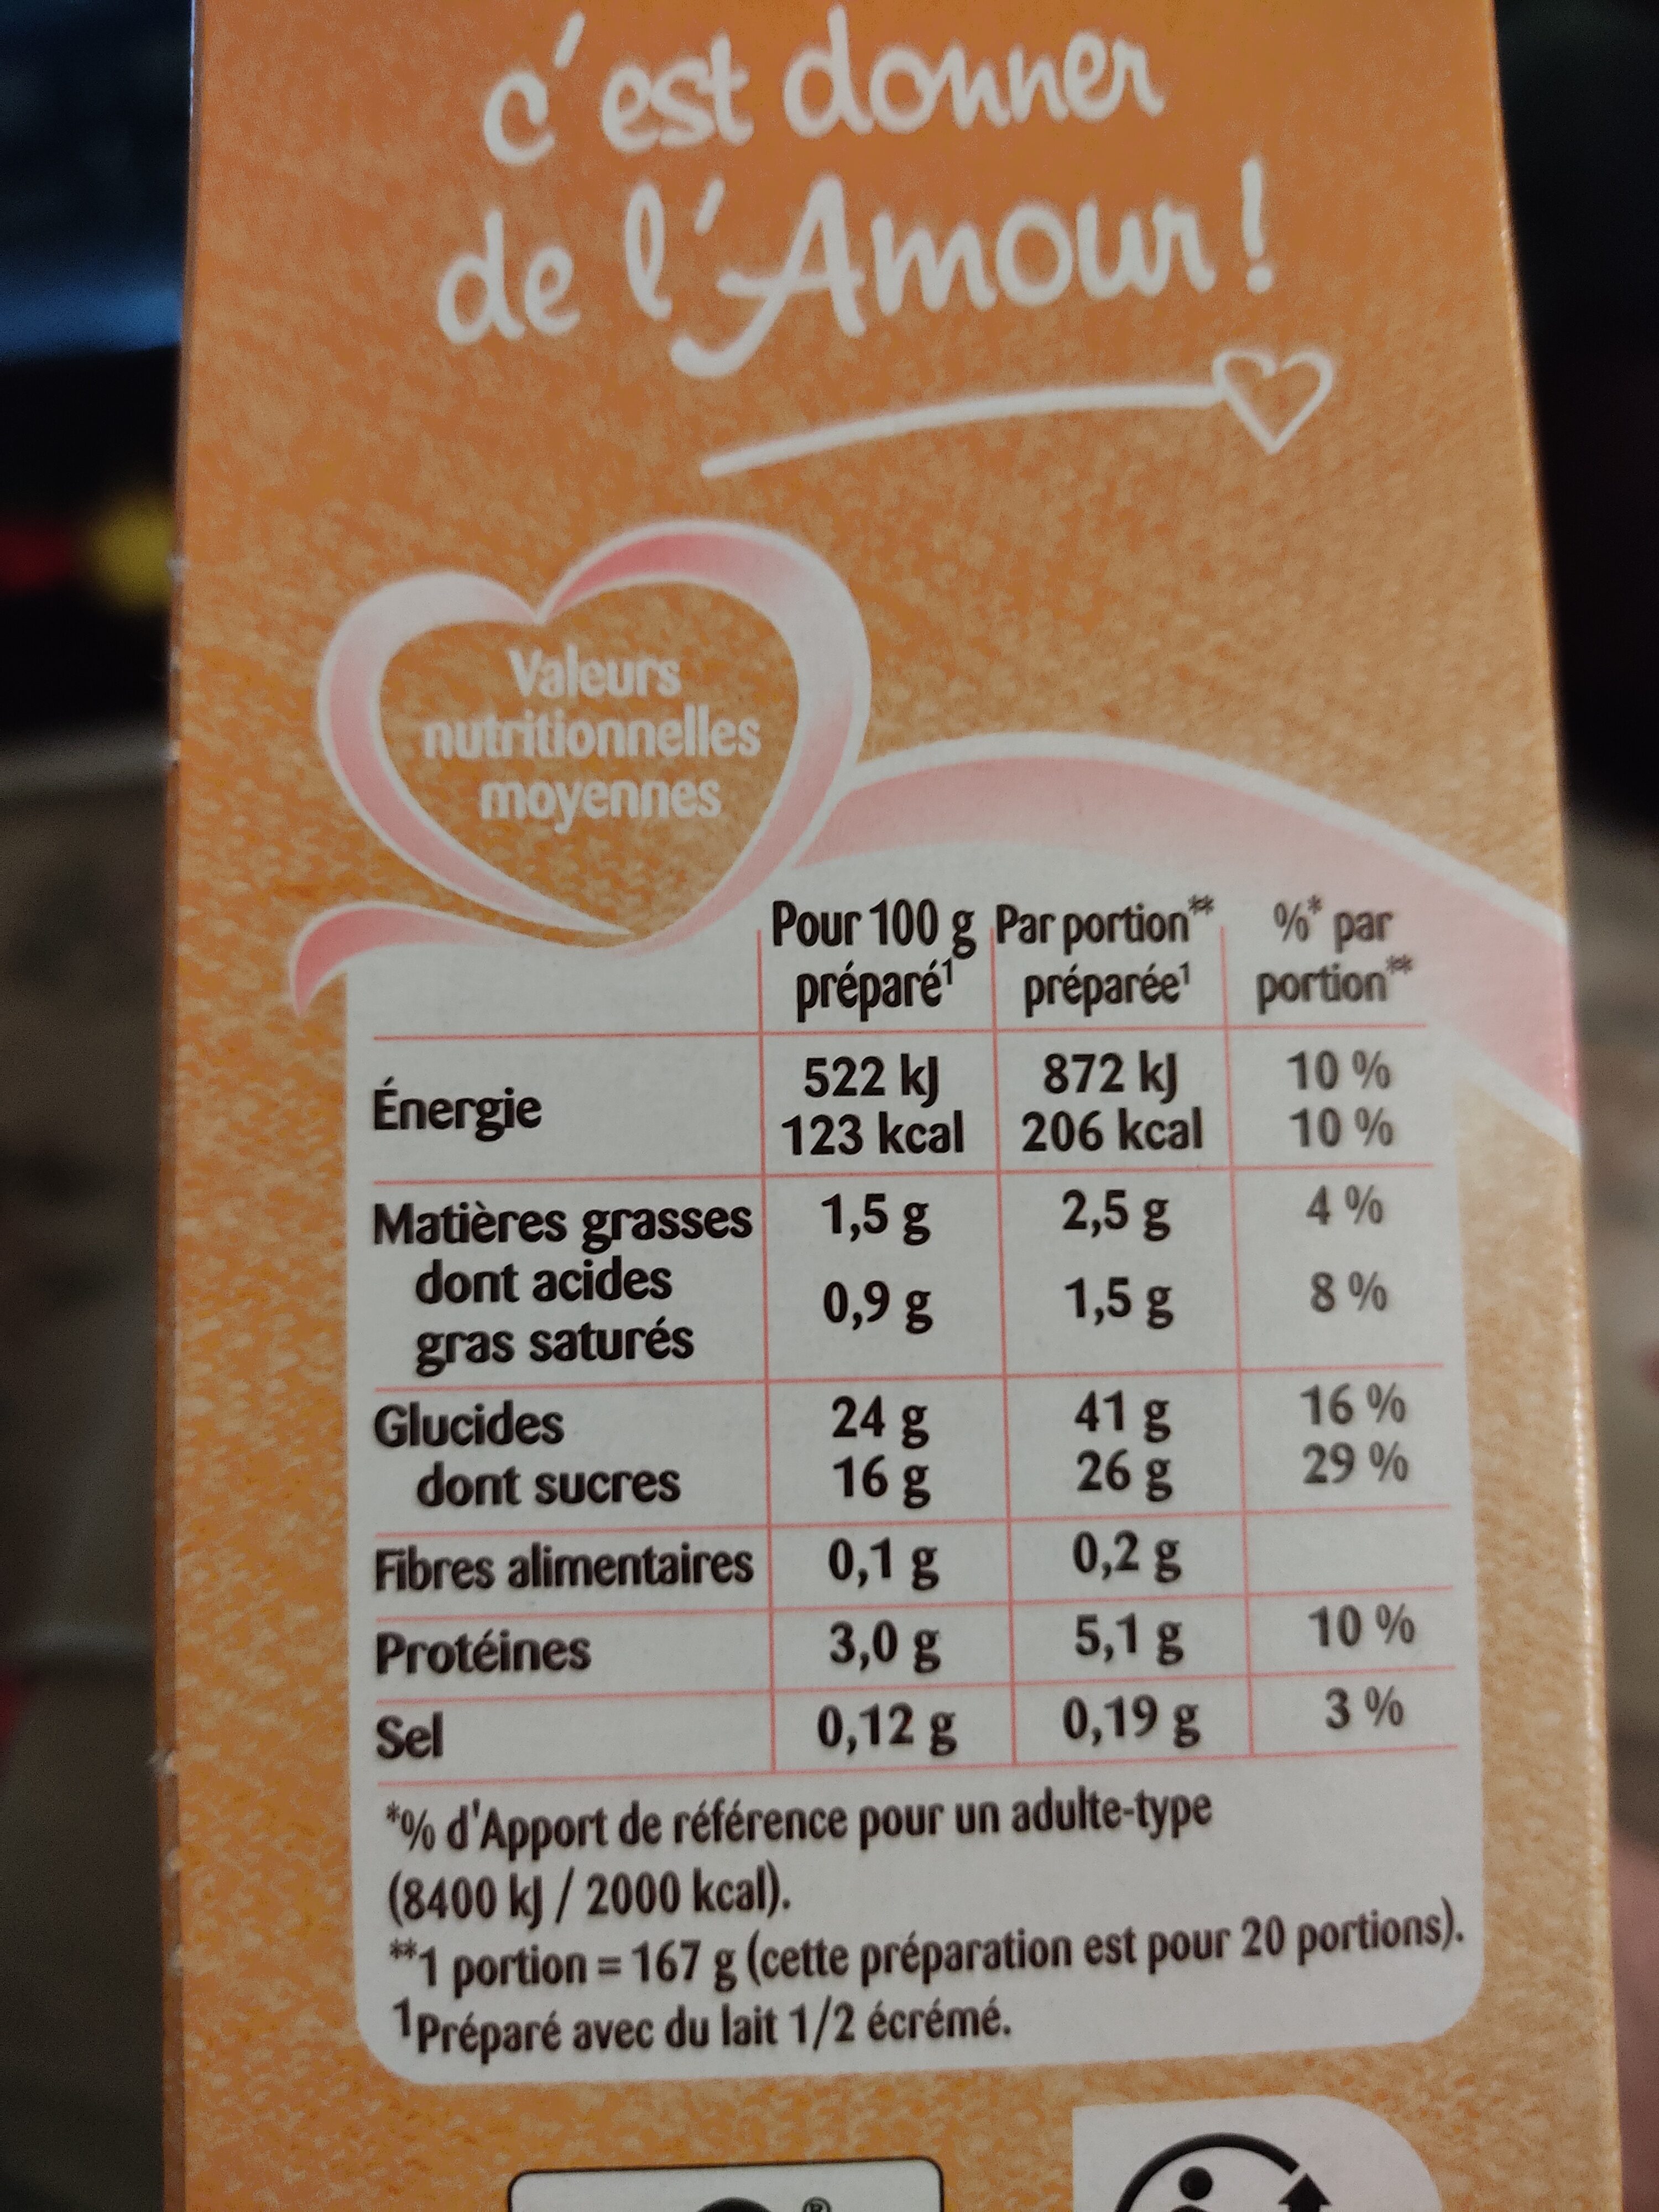 c'est donner
de l'Amour !
Valeurs
nutritionnelles
moyennes
Pour 100 g Par portion** %* par
préparé¹ préparée¹ portion**
Énergie 522 kJ 872 kJ 10 %
123 kcal 206 kcal 10 %
Matières grasses 1,5 g 2,5 g 4 %
dont acides
gras saturés 0,9 g 1,5 g 8 %
Glucides 24 g 41 g 16 %
dont sucres 16 g 26 g 29 %
Fibres alimentaires 0,1 g 0,2 g
Protéines 3,0 g 5,1 g 10 %
Sel 0,12 g 0,19 g 3 %
*% d'Apport de référence pour un adulte-type
(8400 kJ / 2000 kcal).
**1 portion = 167 g (cette préparation est pour 20 portions).
¹Préparé avec du lait 1/2 écrémé.
®